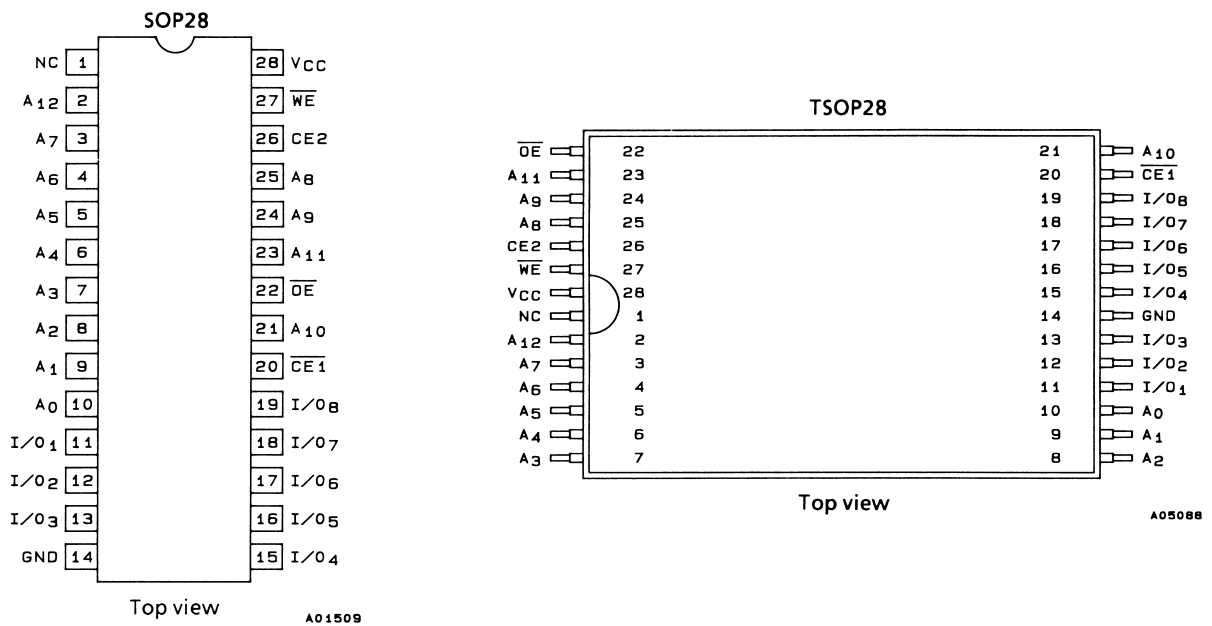 SOP28
NC 1 28 VCC
A12 2 27 W̅E̅
A7 3 26 CE2
A6 4 25 A8
A5 5 24 A9
A4 6 23 A11
A3 7 22 O̅E̅
A2 8 21 A10
A1 9 20 C̅E̅1̅
A0 10 19 I/O8
I/O1 11 18 I/O7
I/O2 12 17 I/O6
I/O3 13 16 I/O5
GND 14 15 I/O4
Top view
A01509
TSOP28
O̅E̅ 22 21 A10
A11 23 20 C̅E̅1̅
A9 24 19 I/O8
A8 25 18 I/O7
CE2 26 17 I/O6
W̅E̅ 27 16 I/O5
VCC 28 15 I/O4
NC 1 14 GND
A12 2 13 I/O3
A7 3 12 I/O2
A6 4 11 I/O1
A5 5 10 A0
A4 6 9 A1
A3 7 8 A2
Top view
A05088